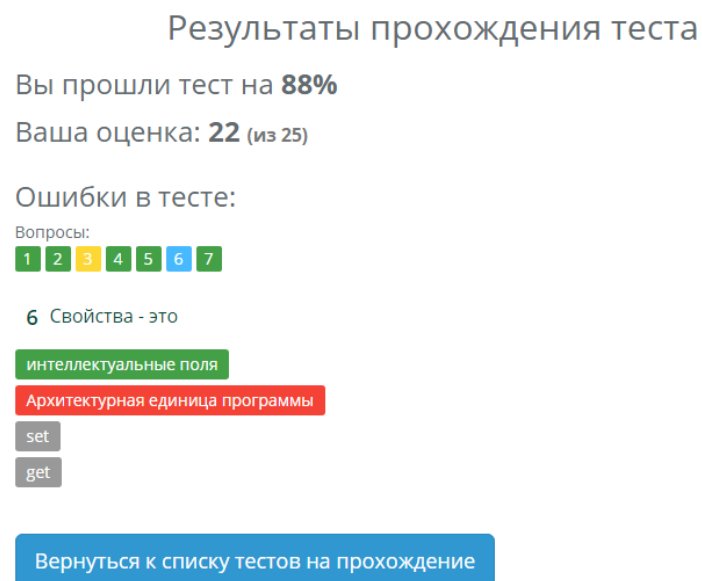 Результаты прохождения теста
Вы прошли тест на 88%
Ваша оценка: 22 (из 25)
Ошибки в тесте:
Вопросы:
1 2 3 4 5 6 7
6 Свойства - это
интеллектуальные поля
Архитектурная единица программы
set
get
Вернуться к списку тестов на прохождение